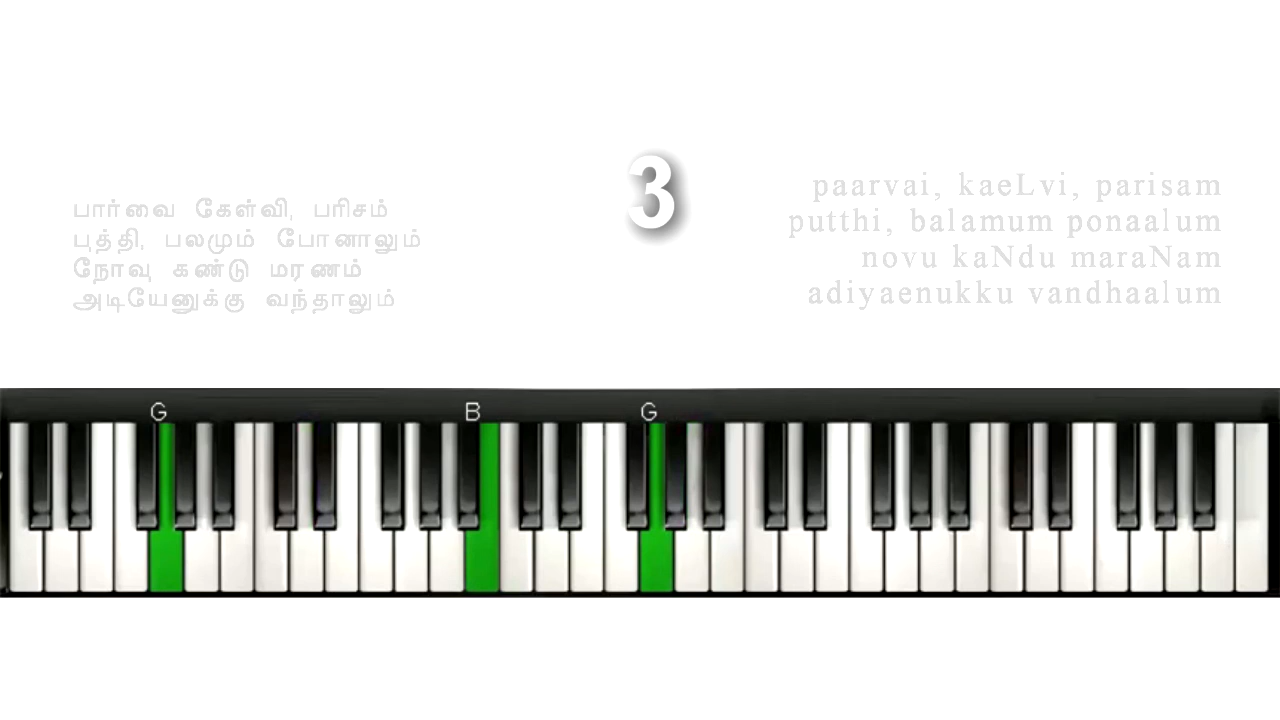 3
பார்வை கேள்வி, பரிசம்
புத்தி, பலமும் போனாலும்
நோவு கண்டு மரணம்
அடியேனுக்கு வந்தாலும்
paarvai, kaeLvi, parisam
putthi, balamum ponaalum
novu kaNdu maraNam
adiyaenukku vandhaalum
G B G